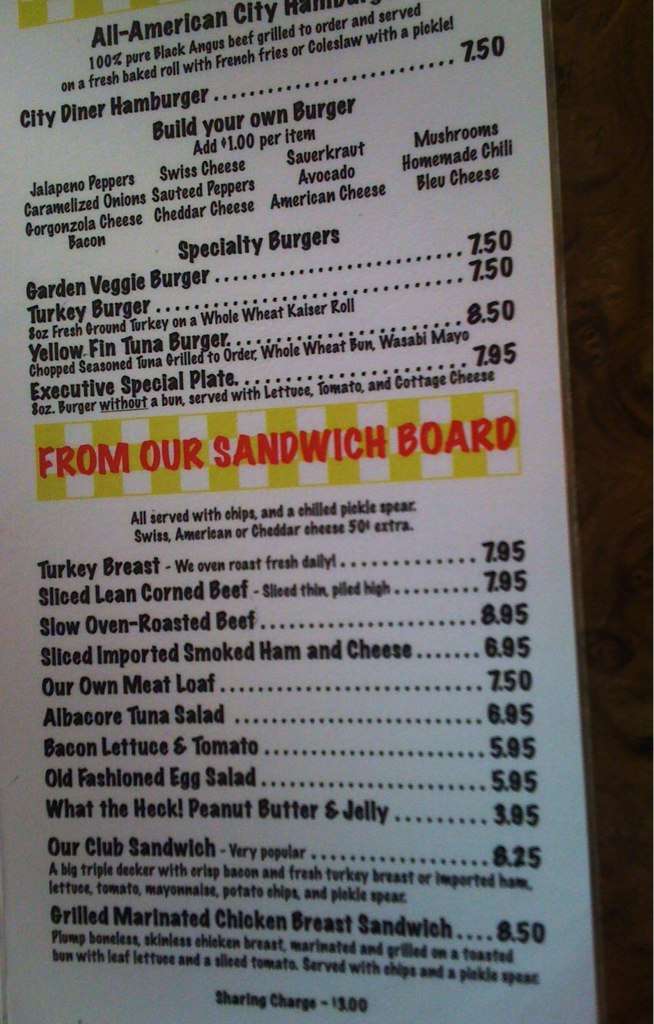 All-American City Hamburg
100% pure Black Angus beef grilled to order and served
on a fresh baked roll with French fries or Coleslaw with a pickle!
City Diner Hamburger ........................ 7.50
Build your own Burger
Add $1.00 per item
Jalapeno Peppers Swiss Cheese Sauerkraut Mushrooms
Caramelized Onions Sauteed Peppers Avocado Homemade Chili
Gorgonzola Cheese Cheddar Cheese American Cheese Bleu Cheese
Bacon
Specialty Burgers
Garden Veggie Burger ........................ 7.50
Turkey Burger ........................ 7.50
8oz Fresh Ground Turkey on a Whole Wheat Kaiser Roll
Yellow Fin Tuna Burger ........................ 8.50
Chopped Seasoned Tuna Grilled to Order, Whole Wheat Bun, Wasabi Mayo
Executive Special Plate ........................ 7.95
8oz. Burger without a bun, served with Lettuce, Tomato, and Cottage Cheese
FROM OUR SANDWICH BOARD
All served with chips, and a chilled pickle spear.
Swiss, American or Cheddar cheese 50¢ extra.
Turkey Breast - We oven roast fresh daily! ............. 7.95
Sliced Lean Corned Beef - Sliced thin, piled high ......... 7.95
Slow Oven-Roasted Beef ........................ 8.95
Sliced Imported Smoked Ham and Cheese ....... 6.95
Our Own Meat Loaf ........................ 7.50
Albacore Tuna Salad ........................ 6.95
Bacon Lettuce & Tomato ........................ 5.95
Old Fashioned Egg Salad ........................ 5.95
What the Heck! Peanut Butter & Jelly ......... 3.95
Our Club Sandwich - Very popular .................. 8.25
A big triple decker with crisp bacon and fresh turkey breast or imported ham,
lettuce, tomato, mayonnaise, potato chips, and pickle spear.
Grilled Marinated Chicken Breast Sandwich .... 8.50
Plump boneless, skinless chicken breast, marinated and grilled on a toasted
bun with leaf lettuce and a sliced tomato. Served with chips and a pickle spear.
Sharing Charge - $3.00